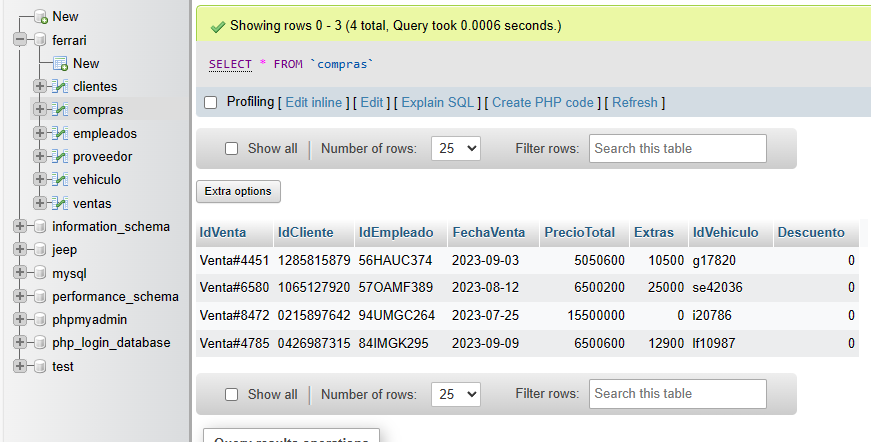 New
ferrari
New
clientes
compras
empleados
proveedor
vehiculo
ventas
information_schema
jeep
mysql
performance_schema
phpmyadmin
php_login_database
test
Showing rows 0 - 3 (4 total, Query took 0.0006 seconds.)
SELECT * FROM `compras`
Profiling [ Edit inline ] [ Edit ] [ Explain SQL ] [ Create PHP code ] [ Refresh ]
Show all Number of rows: 25 Filter rows: Search this table
Extra options
IdVenta IdCliente IdEmpleado FechaVenta PrecioTotal Extras IdVehiculo Descuento
Venta#4451 1285815879 56HAUC374 2023-09-03 5050600 10500 g17820 0
Venta#6580 1065127920 57OAMF389 2023-08-12 6500200 25000 se42036 0
Venta#8472 0215897642 94UMGC264 2023-07-25 15500000 0 i20786 0
Venta#4785 0426987315 84IMGK295 2023-09-09 6500600 12900 lf10987 0
Show all Number of rows: 25 Filter rows: Search this table
Query results operations